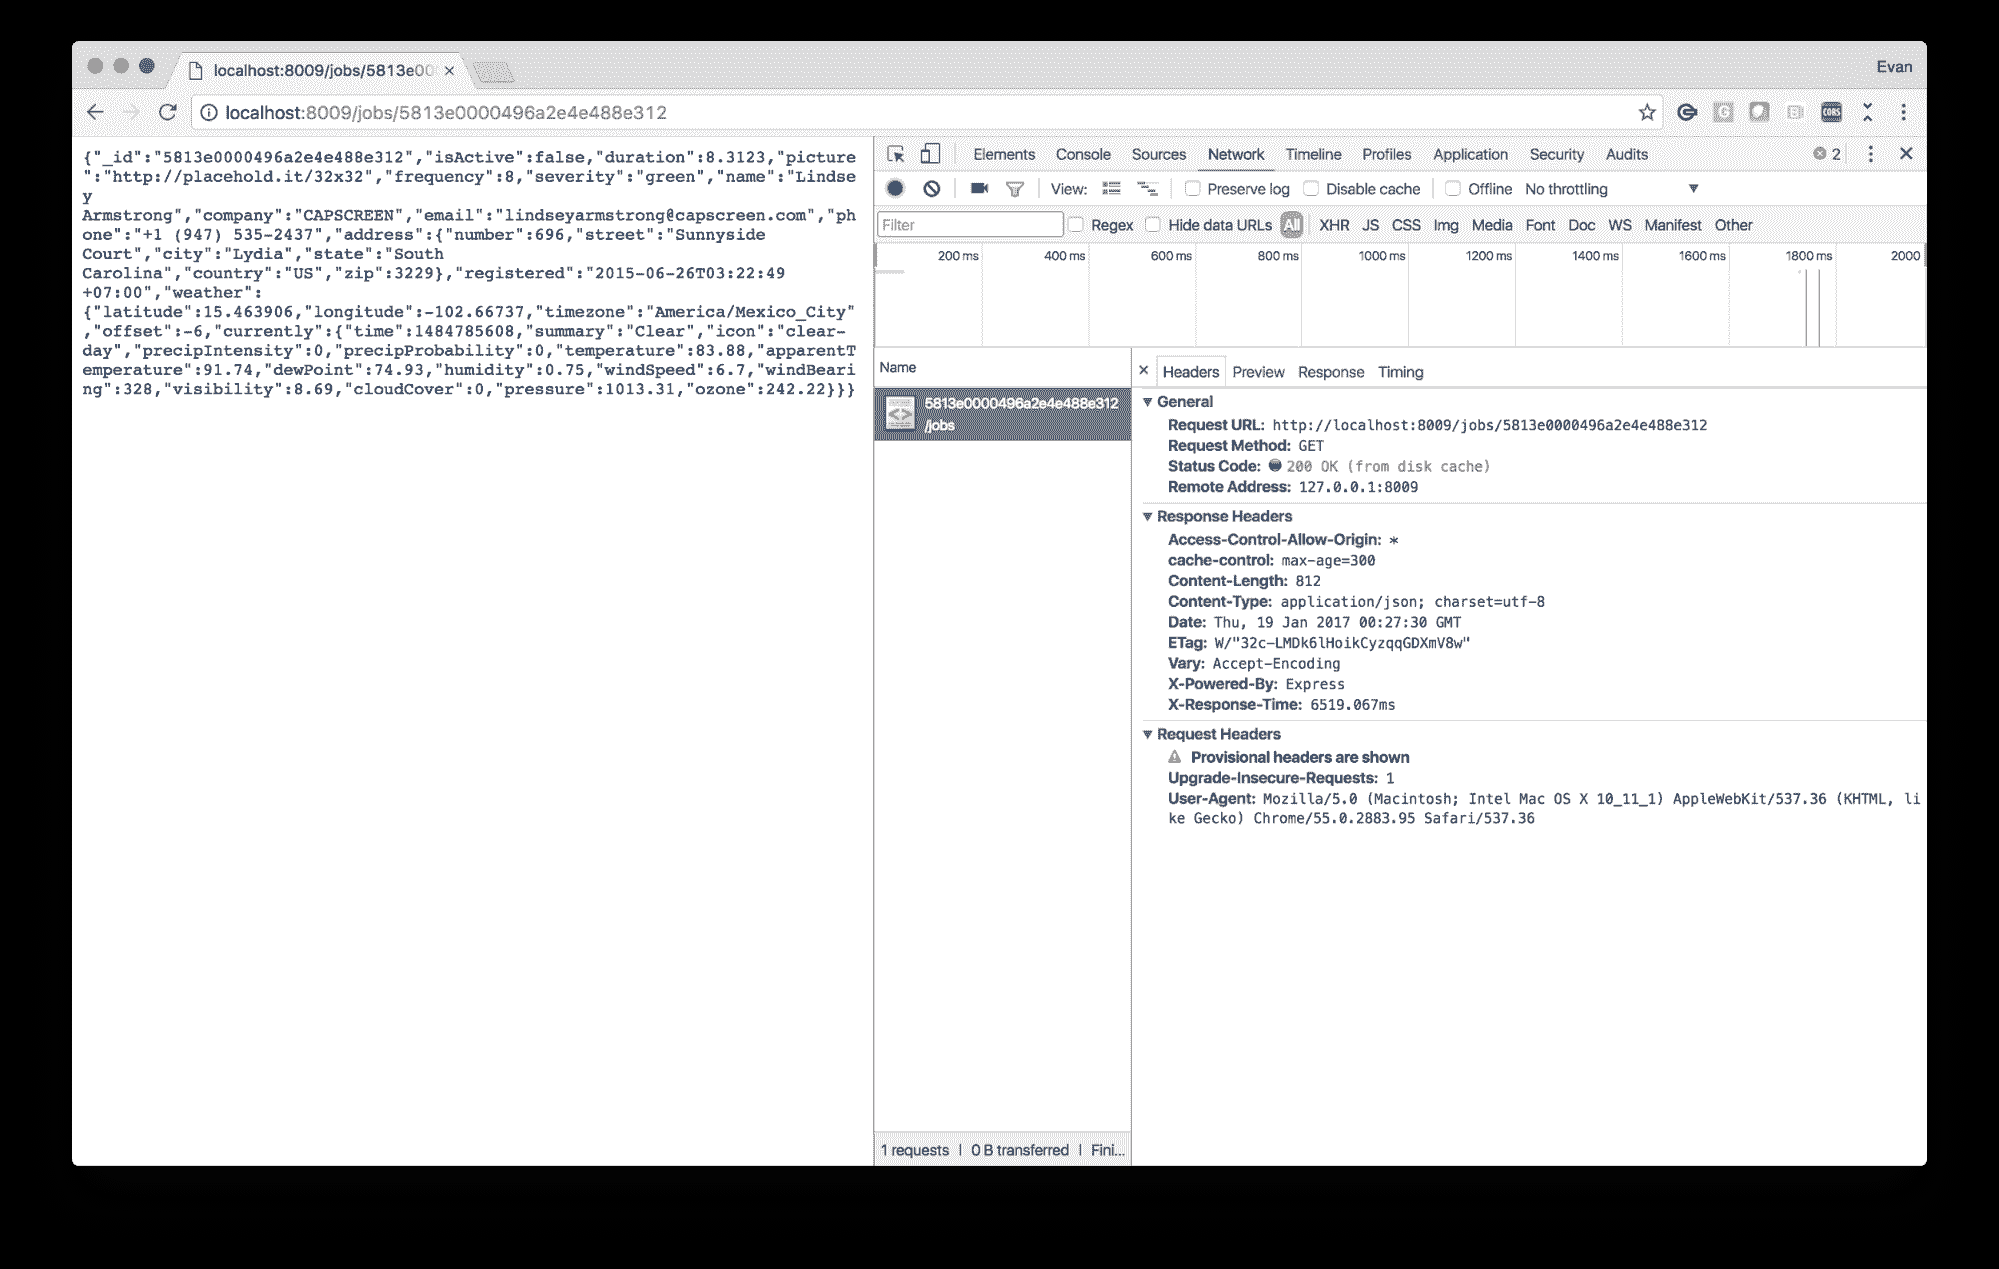 localhost:8009/jobs/5813e00
Evan
localhost:8009/jobs/5813e0000496a2e4e488e312
CORS
{"_id":"5813e0000496a2e4e488e312","isActive":false,"duration":8.3123,"picture
":"http://placehold.it/32x32","frequency":8,"severity":"green","name":"Lindse
y
Armstrong","company":"CAPSCREEN","email":"lindseyarmstrong@capscreen.com","ph
one":"+1 (947) 535-2437","address":{"number":696,"street":"Sunnyside
Court","city":"Lydia","state":"South
Carolina","country":"US","zip":3229},"registered":"2015-06-26T03:22:49
+07:00","weather":
{"latitude":15.463906,"longitude":-102.66737,"timezone":"America/Mexico_City"
,"offset":-6,"currently":{"time":1484785608,"summary":"Clear","icon":"clear-
day","precipIntensity":0,"precipProbability":0,"temperature":83.88,"apparentT
emperature":91.74,"dewPoint":74.93,"humidity":0.75,"windSpeed":6.7,"windBeari
ng":328,"visibility":8.69,"cloudCover":0,"pressure":1013.31,"ozone":242.22}}}
Elements Console Sources Network Timeline Profiles Application Security Audits 2
View: Preserve log Disable cache Offline No throttling
Filter Regex Hide data URLs All XHR JS CSS Img Media Font Doc WS Manifest Other
200 ms 400 ms 600 ms 800 ms 1000 ms 1200 ms 1400 ms 1600 ms 1800 ms 2000
Name
5813e0000496a2e4e488e312
/jobs
1 requests | 0 B transferred | Fini...
Headers Preview Response Timing
General
Request URL: http://localhost:8009/jobs/5813e0000496a2e4e488e312
Request Method: GET
Status Code: 200 OK (from disk cache)
Remote Address: 127.0.0.1:8009
Response Headers
Access-Control-Allow-Origin: *
cache-control: max-age=300
Content-Length: 812
Content-Type: application/json; charset=utf-8
Date: Thu, 19 Jan 2017 00:27:30 GMT
ETag: W/"32c-LMDk6lHoikCyzqqGDXmV8w"
Vary: Accept-Encoding
X-Powered-By: Express
X-Response-Time: 6519.067ms
Request Headers
Provisional headers are shown
Upgrade-Insecure-Requests: 1
User-Agent: Mozilla/5.0 (Macintosh; Intel Mac OS X 10_11_1) AppleWebKit/537.36 (KHTML, li
ke Gecko) Chrome/55.0.2883.95 Safari/537.36